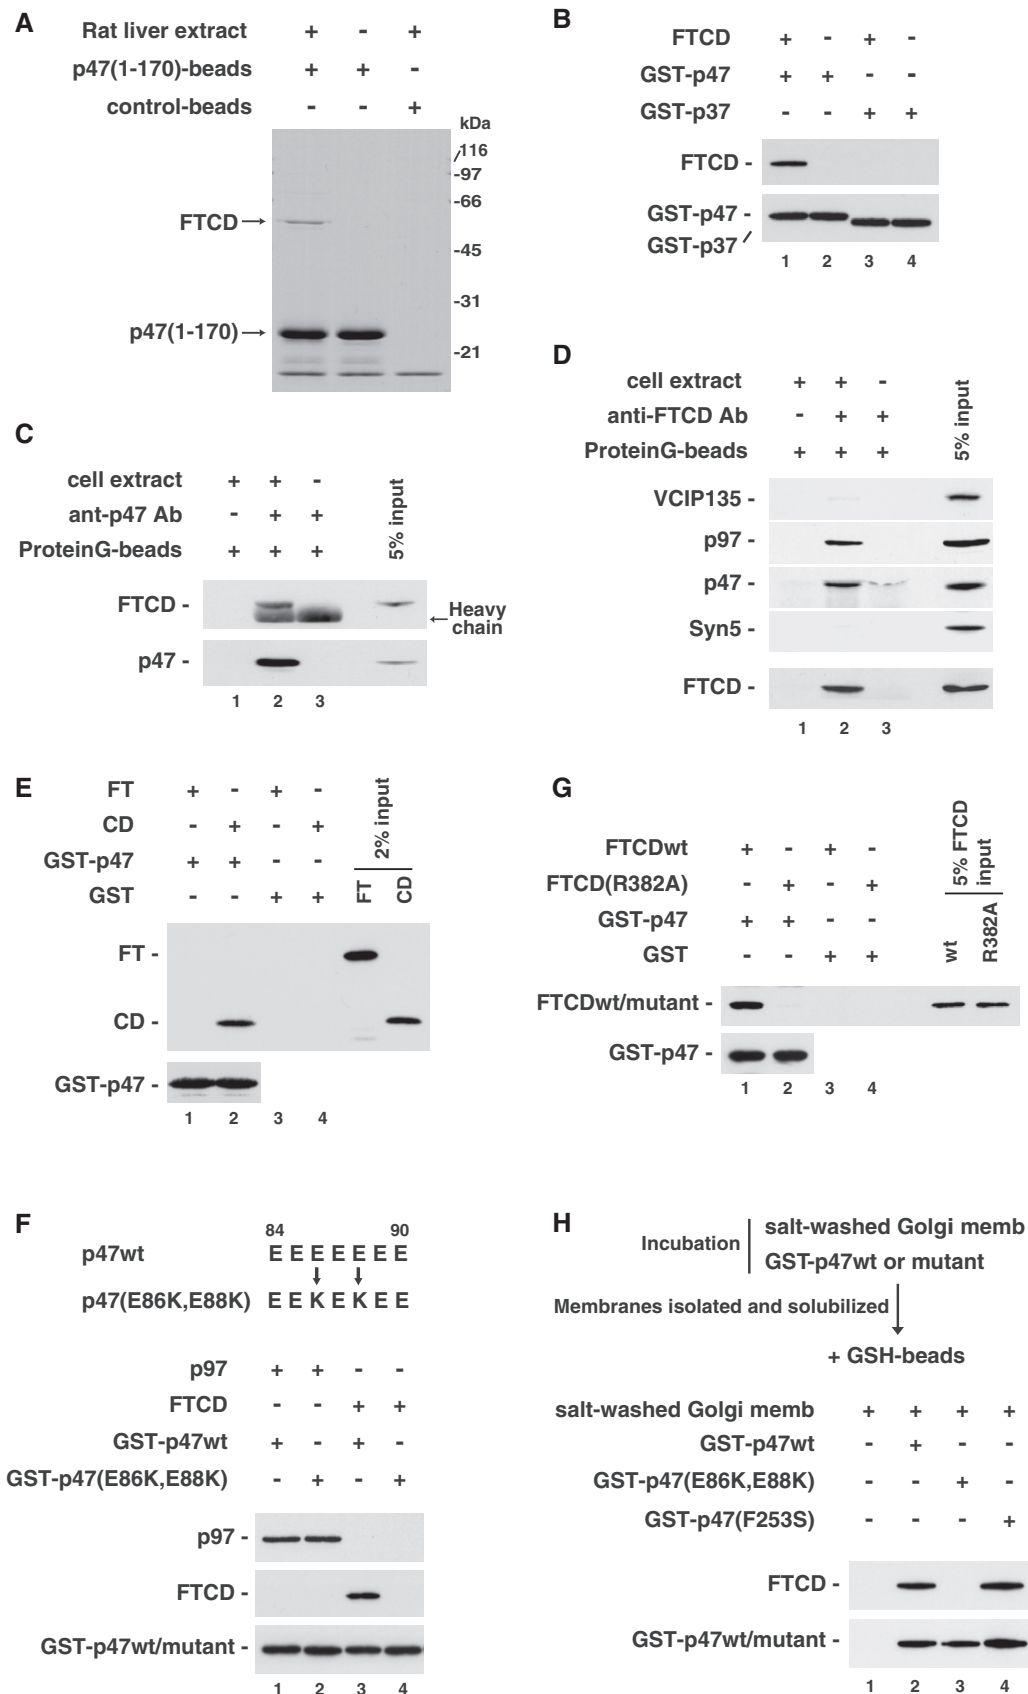 A
Rat liver extract + - +
p47(1-170)-beads + + -
control-beads - - +
kDa
116
-97
-66
FTCD
-45
-31
p47(1-170)
-21
B
FTCD + - + -
GST-p47 + + - -
GST-p37 - - + +
FTCD -
GST-p47 -
GST-p37
1 2 3 4
C
cell extract + + -
ant-p47 Ab - + +
ProteinG-beads + + +
5% input
FTCD -
Heavy
chain
p47 -
1 2 3
D
cell extract + + -
anti-FTCD Ab - + +
ProteinG-beads + + +
5% input
VCIP135 -
p97 -
p47 -
Syn5 -
FTCD -
1 2 3
E
FT + - + -
CD - + - +
GST-p47 + + - -
GST - - + +
2% input
FT CD
FT -
CD -
GST-p47 -
1 2 3 4
G
FTCDwt + - + -
FTCD(R382A) - + - +
GST-p47 + + - -
GST - - + +
5% FTCD
input
wt R382A
FTCDwt/mutant -
GST-p47 -
1 2 3 4
F
84 90
p47wt E E E E E E E
p47(E86K,E88K) E E K E K E E
p97 + + - -
FTCD - - + +
GST-p47wt + - + -
GST-p47(E86K,E88K) - + - +
p97 -
FTCD -
GST-p47wt/mutant -
1 2 3 4
H
Incubation
salt-washed Golgi memb
GST-p47wt or mutant
Membranes isolated and solubilized
+ GSH-beads
salt-washed Golgi memb + + + +
GST-p47wt - + - -
GST-p47(E86K,E88K) - - + -
GST-p47(F253S) - - - +
FTCD -
GST-p47wt/mutant -
1 2 3 4